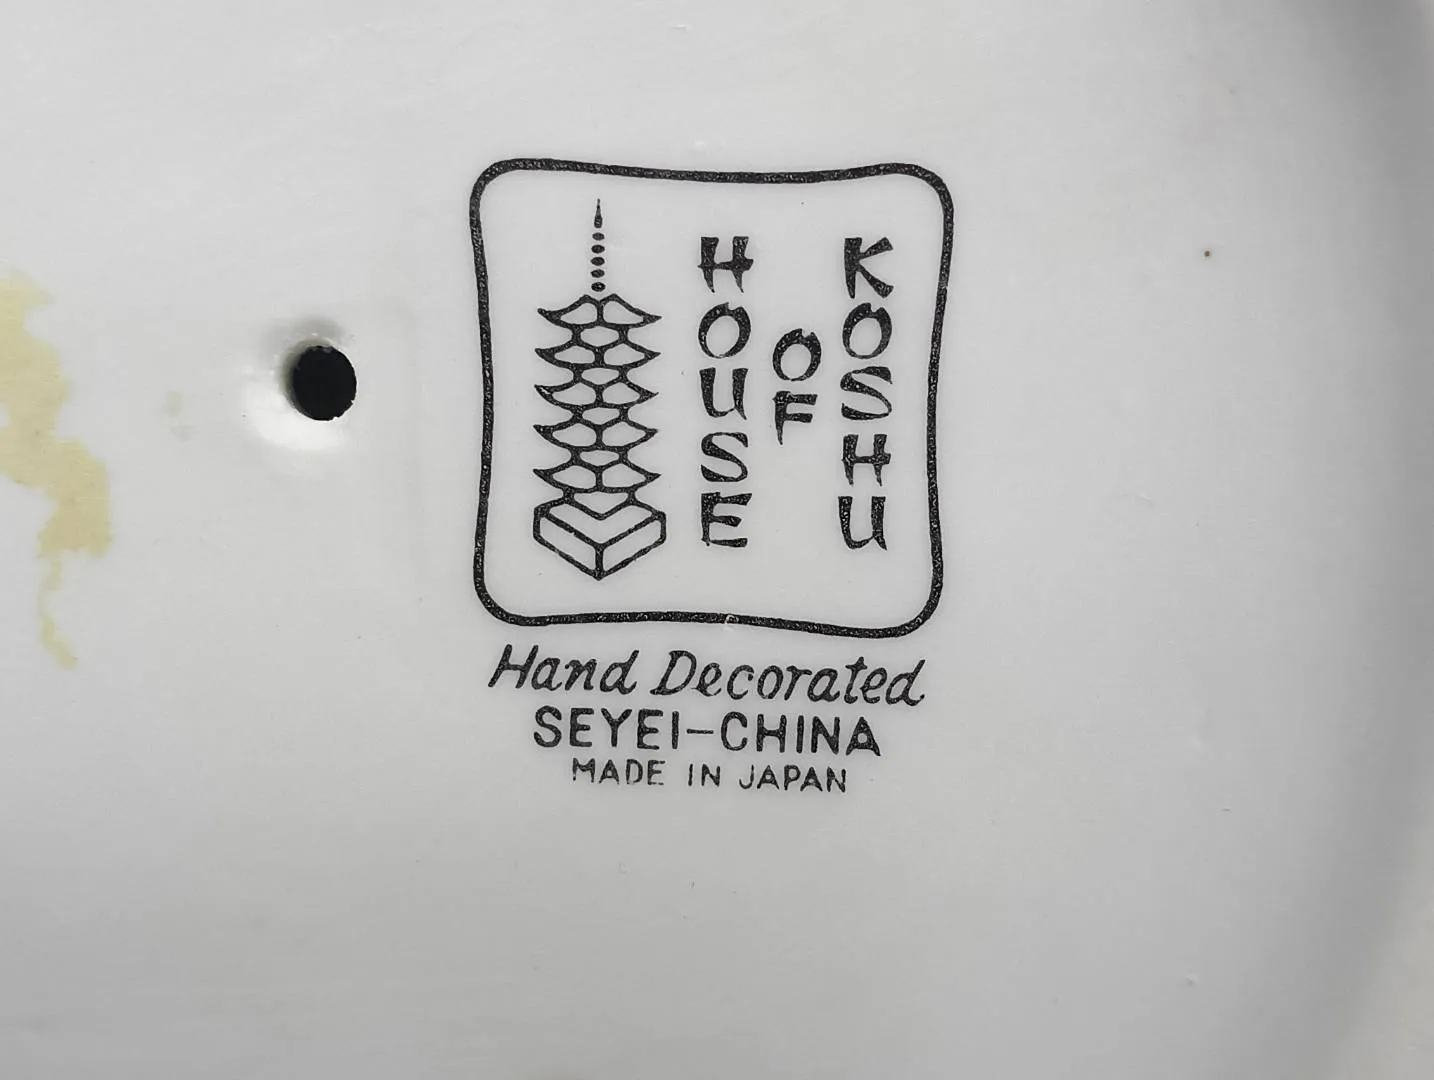 HOUSE
OF
KOSHU
Hand Decorated
SEYEI-CHINA
MADE IN JAPAN